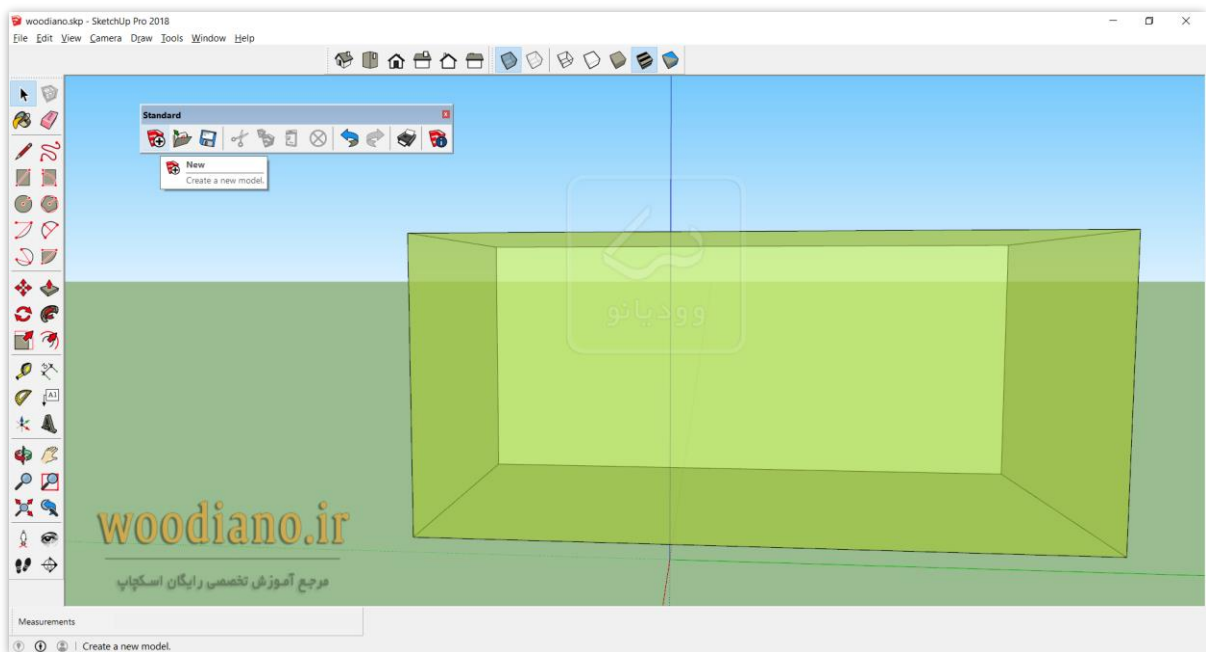 woodiano.skp - SketchUp Pro 2018
File Edit View Camera Draw Tools Window Help
Standard
New
Create a new model.
A1
وودیانو
woodiano.ir
مرجع آموزش تخصصی رایگان اسکچاپ
Measurements
Create a new model.